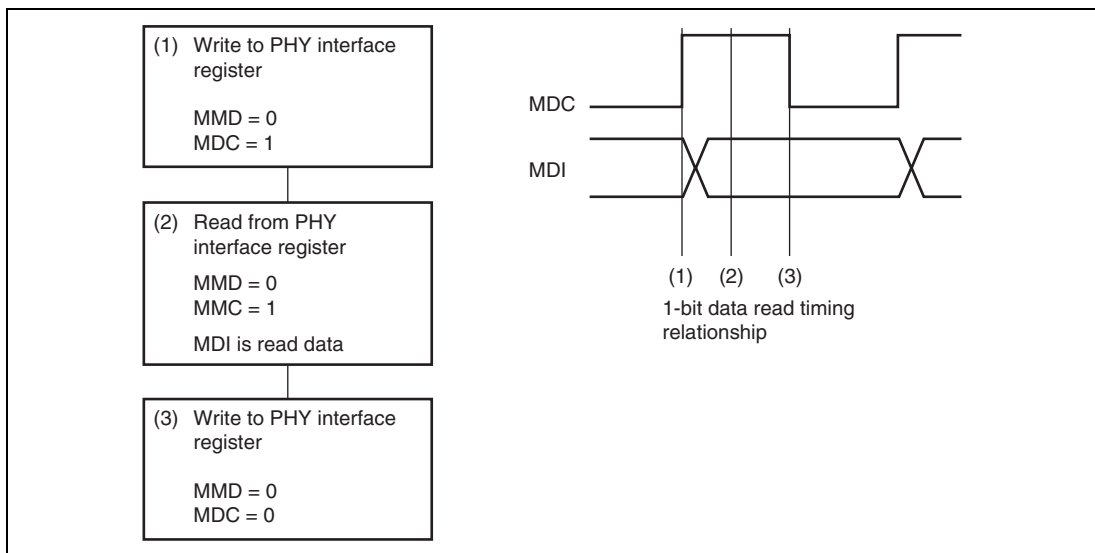 (1) Write to PHY interface
register
MMD = 0
MDC = 1
(2) Read from PHY
interface register
MMD = 0
MMC = 1
MDI is read data
(3) Write to PHY interface
register
MMD = 0
MDC = 0
MDC
MDI
(1) (2) (3)
1-bit data read timing
relationship